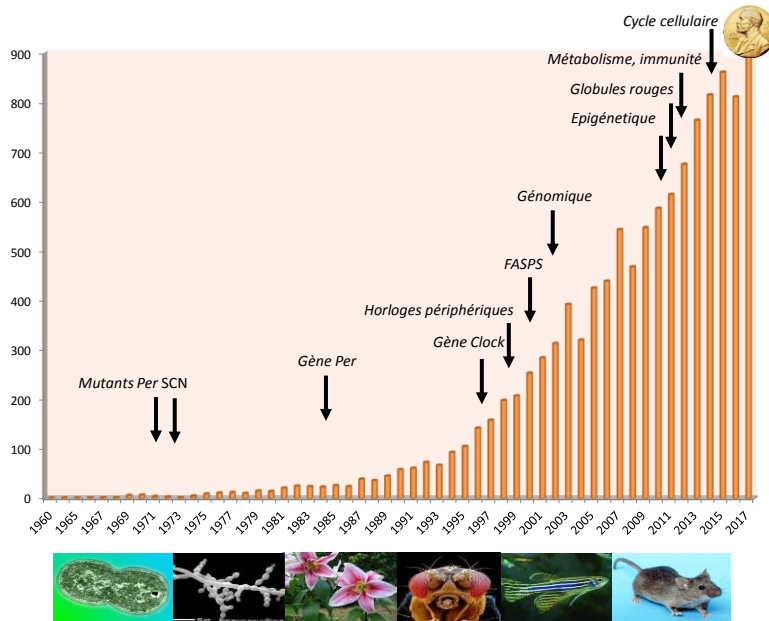 Cycle cellulaire
Métabolisme, immunité
Globules rouges
Epigénétique
Génomique
FASPS
Horloges périphériques
Gène Clock
Gène Per
Mutants Per SCN
900
800
700
600
500
400
300
200
100
0
1960 1965 1967 1969 1971 1973 1975 1977 1979 1981 1983 1985 1987 1989 1991 1993 1995 1997 1999 2001 2003 2005 2007 2009 2011 2013 2015 2017